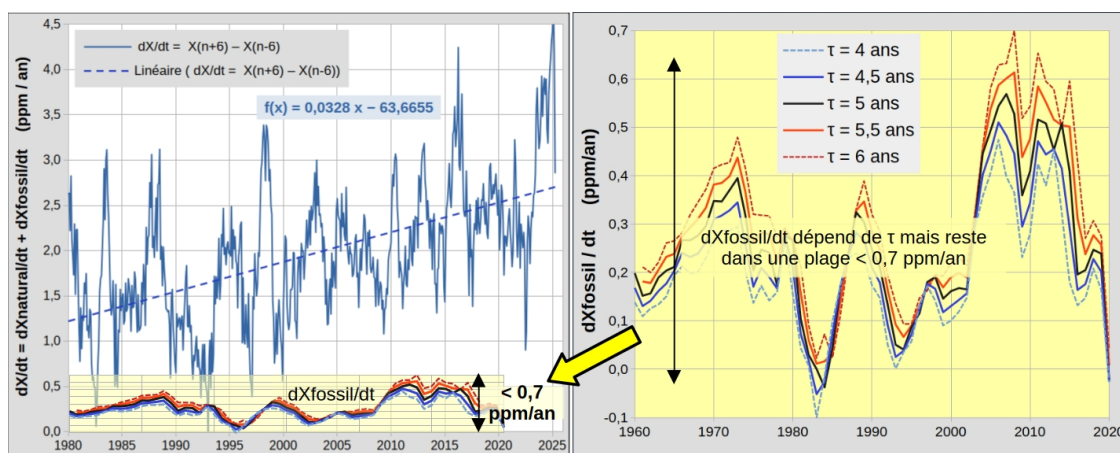 dX/dt = dXnatural/dt + dXfossil/dt (ppm / an)
4,5
4,0
3,5
3,0
2,5
2,0
1,5
1,0
0,5
0,0
dX/dt = X(n+6) – X(n-6)
Linéaire ( dX/dt = X(n+6) – X(n-6))
f(x) = 0,0328 x – 63,6655
dXfossil/dt
< 0,7
ppm/an
1980 1985 1990 1995 2000 2005 2010 2015 2020 2025
dXfossil / dt (ppm/an)
0,7
0,6
0,5
0,4
0,3
0,2
0,1
0,0
-0,1
τ = 4 ans
τ = 4,5 ans
τ = 5 ans
τ = 5,5 ans
τ = 6 ans
dXfossil/dt dépend de τ mais reste
dans une plage < 0,7 ppm/an
1960 1970 1980 1990 2000 2010 2020